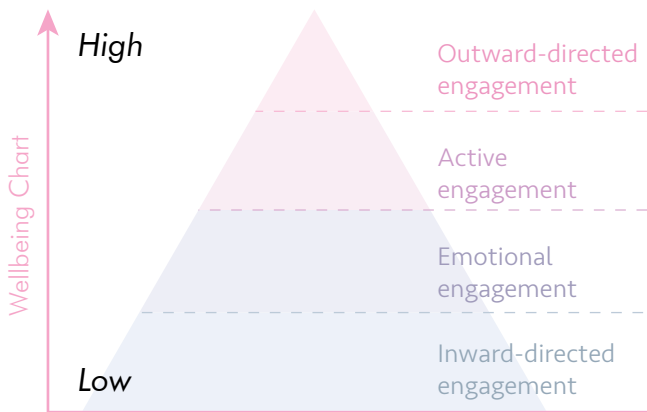 High
Outward-directed
engagement
Active
engagement
Emotional
engagement
Inward-directed
engagement
Low
Wellbeing Chart